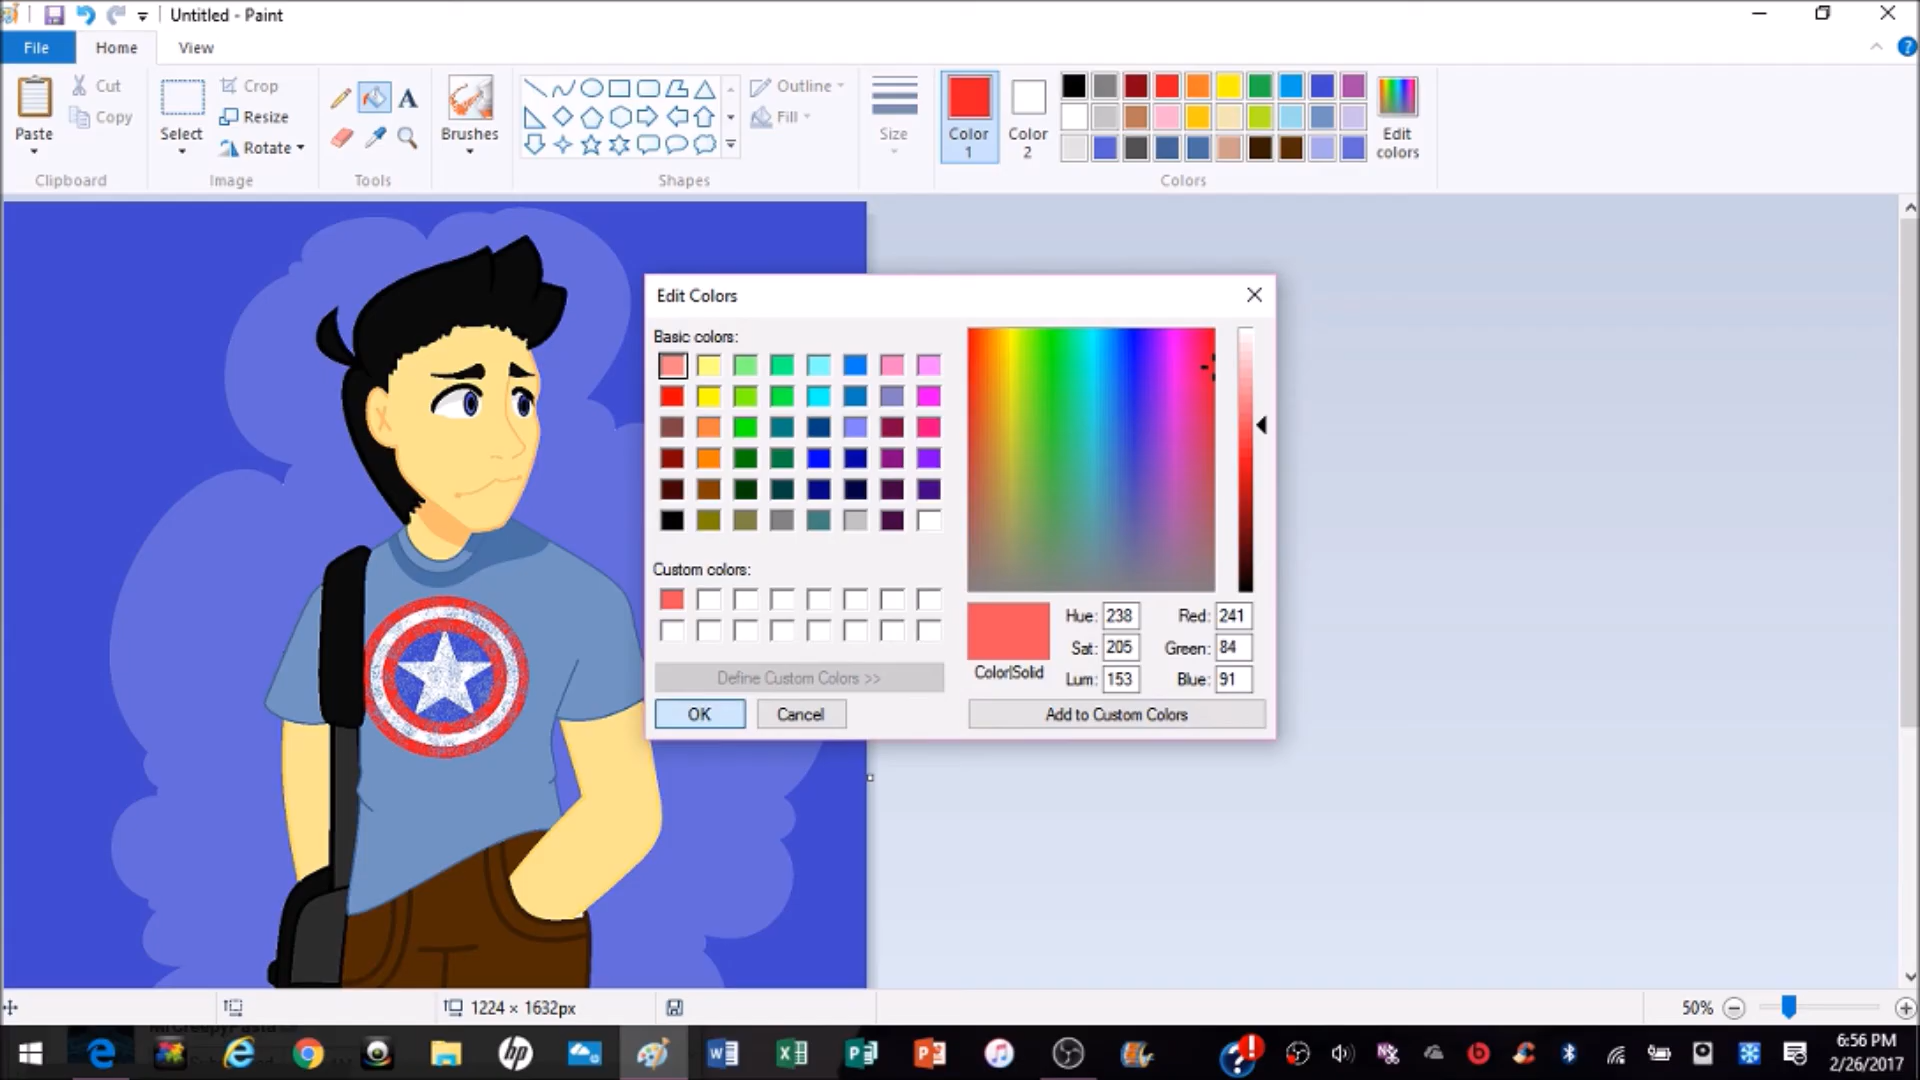 Untitled - Paint
File Home View
Paste
Cut
Copy
Clipboard
Select
Crop
Resize
Rotate
Image
Tools
Brushes
Shapes
Outline
Fill
Size
Color 1
Color 2
Edit colors
Colors
Edit Colors
Basic colors:
Custom colors:
Define Custom Colors >>
OK Cancel
Color|Solid
Hue: 238 Red: 241
Sat: 205 Green: 84
Lum: 153 Blue: 91
Add to Custom Colors
1224 × 1632px
50%
6:56 PM
2/26/2017